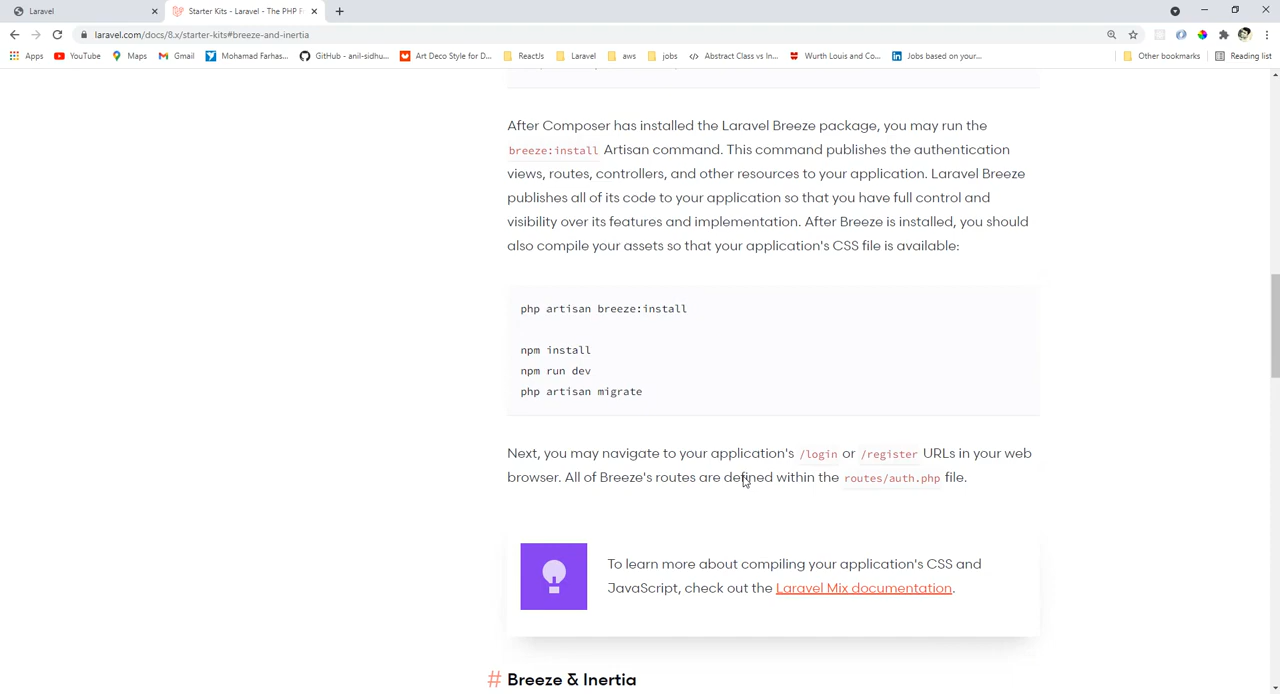 Laravel
Starter Kits - Laravel - The PHP F
laravel.com/docs/8.x/starter-kits#breeze-and-inertia
Apps YouTube Maps Gmail Mohamad Farhas... GitHub - anil-sidhu... Art Deco Style for D... ReactJs Laravel aws jobs Abstract Class vs In... Wurth Louis and Co... Jobs based on your... Other bookmarks Reading list
After Composer has installed the Laravel Breeze package, you may run the
breeze:install Artisan command. This command publishes the authentication
views, routes, controllers, and other resources to your application. Laravel Breeze
publishes all of its code to your application so that you have full control and
visibility over its features and implementation. After Breeze is installed, you should
also compile your assets so that your application's CSS file is available:
php artisan breeze:install
npm install
npm run dev
php artisan migrate
Next, you may navigate to your application's /login or /register URLs in your web
browser. All of Breeze's routes are defined within the routes/auth.php file.
To learn more about compiling your application's CSS and
JavaScript, check out the Laravel Mix documentation.
# Breeze & Inertia